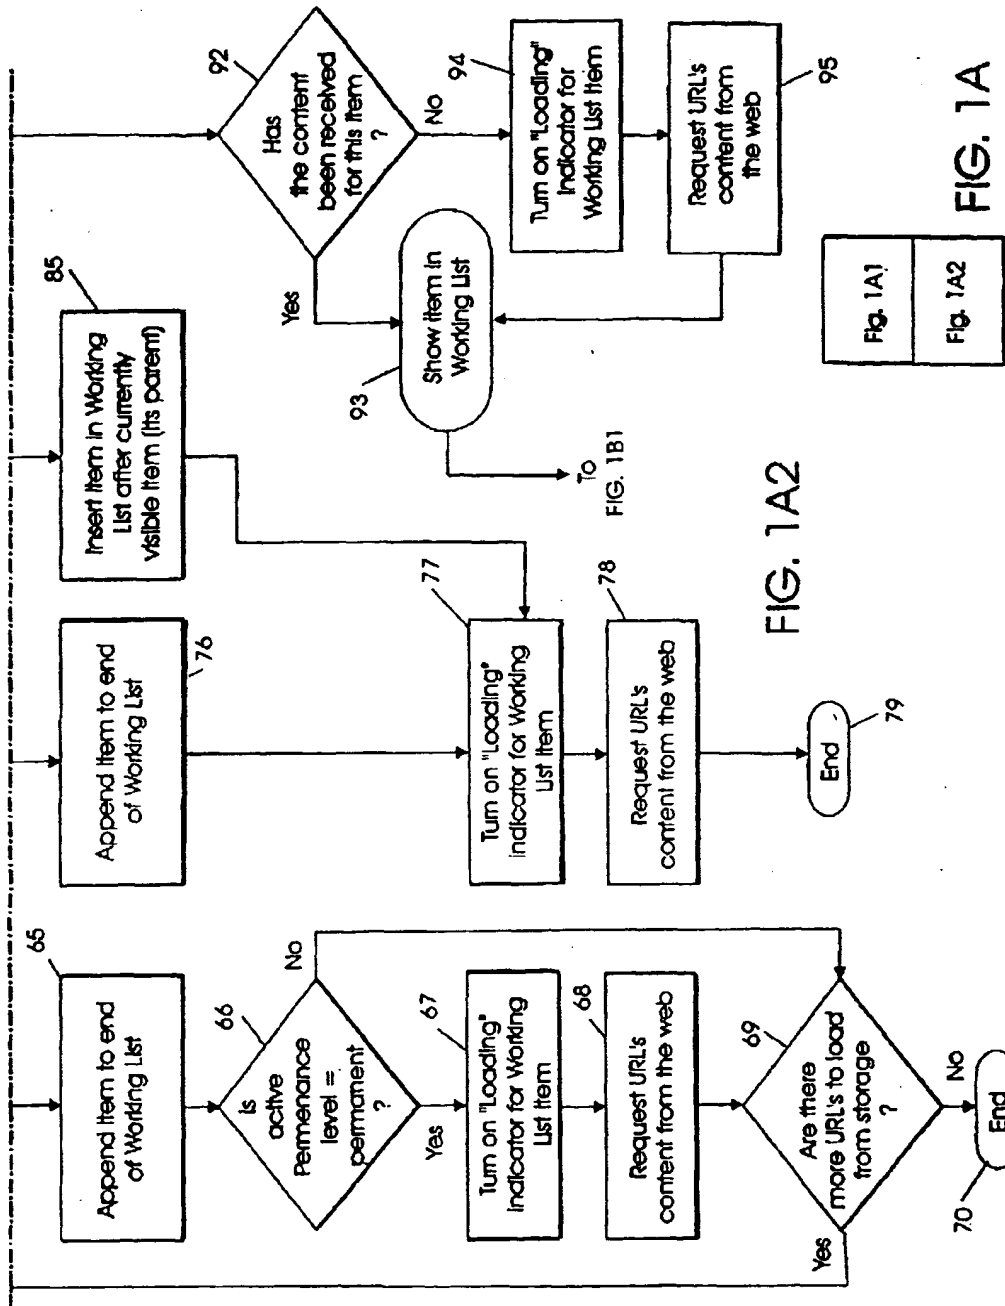 65
Append Item to end
of Working List
66
Is
active
Permenance
level =
permanent
?
No
Yes
67
Turn on "Loading"
indicator for Working
List Item
68
Request URL's
content from the web
69
Are there
more URL's to load
from storage
?
Yes
No
70
End
76
Append Item to end
of Working List
77
Turn on "Loading"
indicator for Working
List Item
78
Request URL's
content from the web
79
End
85
Insert Item in Working
List after currently
visible Item (its parent)
92
Has
the content
been received
for this item
?
Yes
No
93
Show Item in
Working List
To
FIG. 1B1
94
Turn on "Loading"
indicator for
Working List Item
95
Request URL's
content from
the web
FIG. 1A2
Fig. 1A1
Fig. 1A2
FIG. 1A